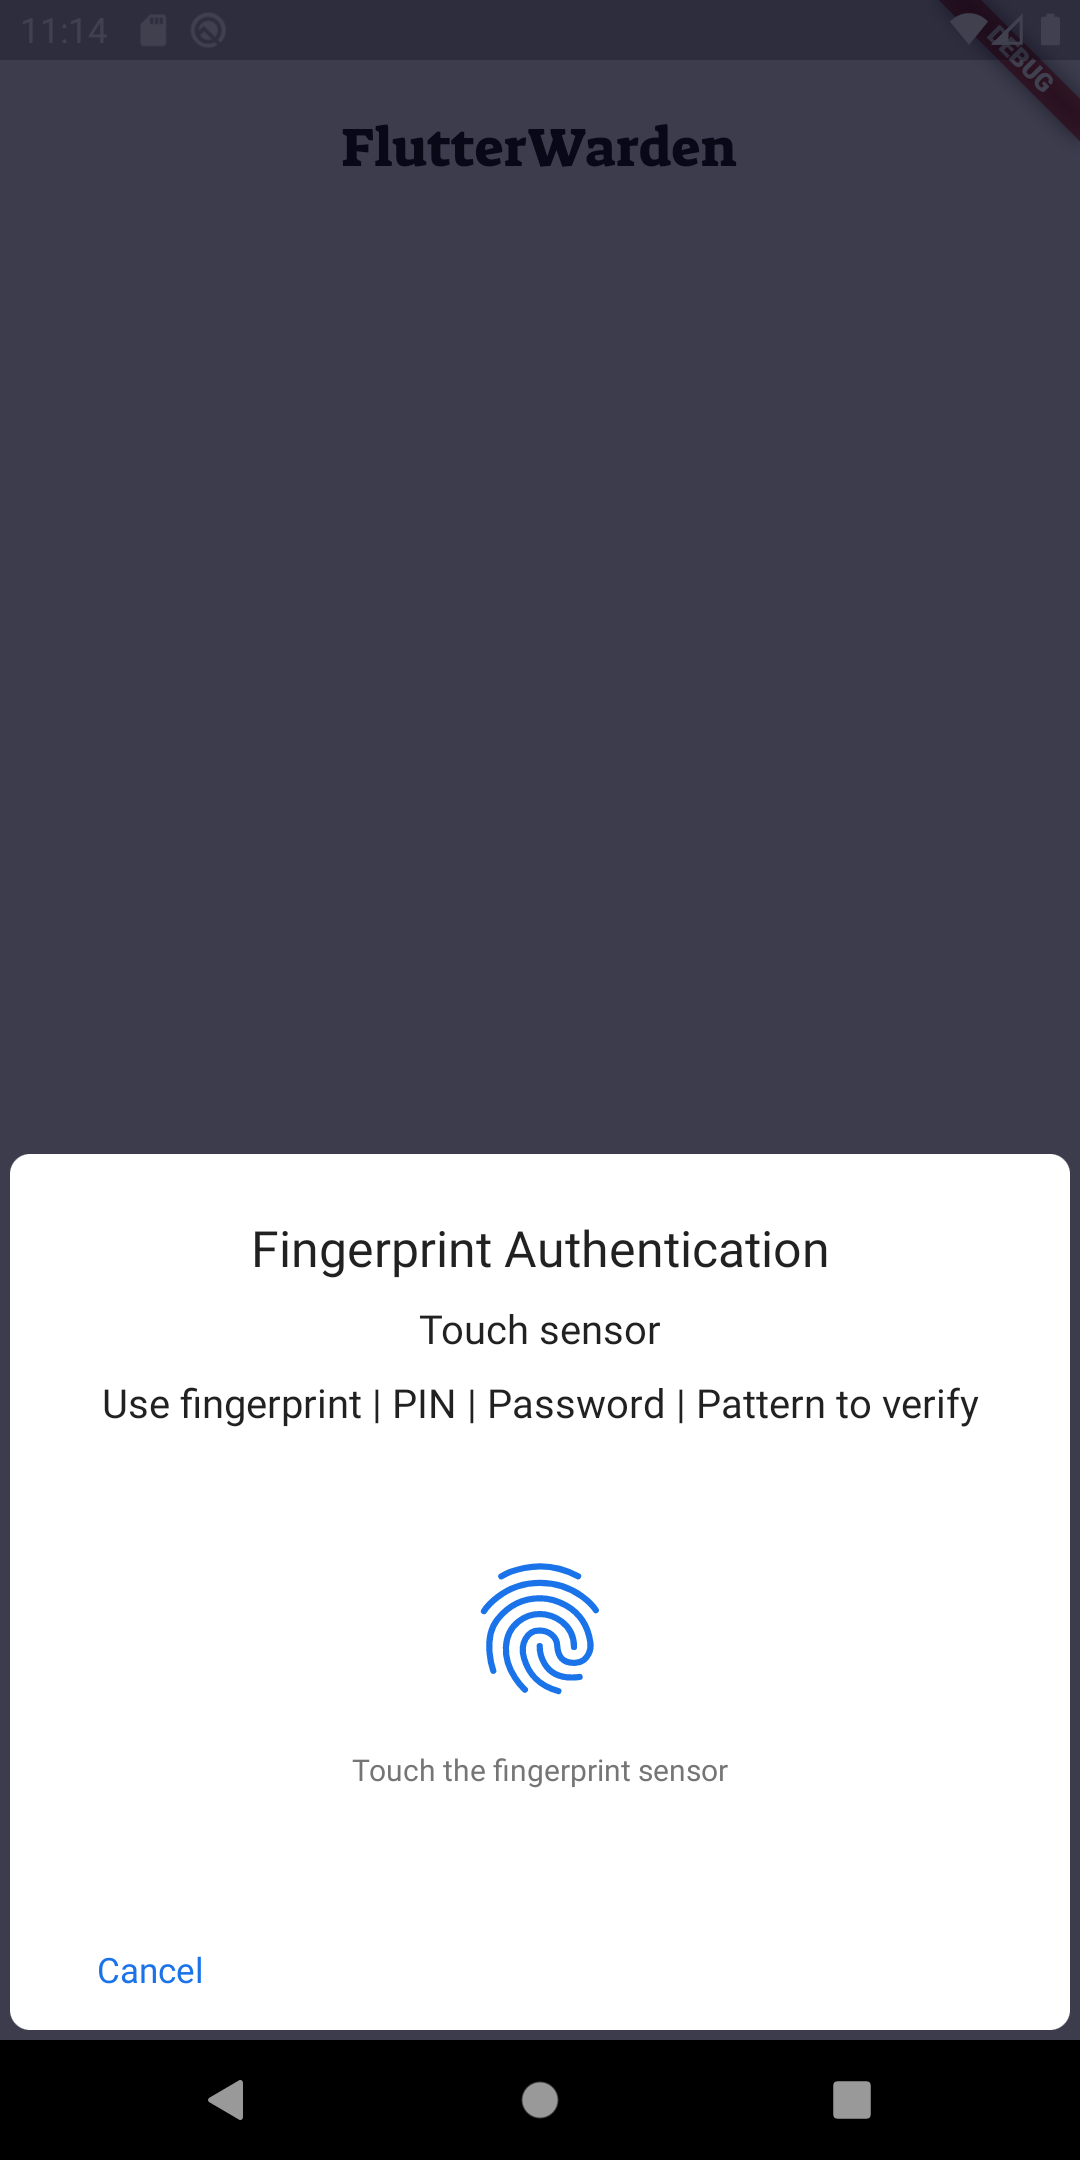 11:14
DEBUG
FlutterWarden
Fingerprint Authentication
Touch sensor
Use fingerprint | PIN | Password | Pattern to verify
Touch the fingerprint sensor
Cancel